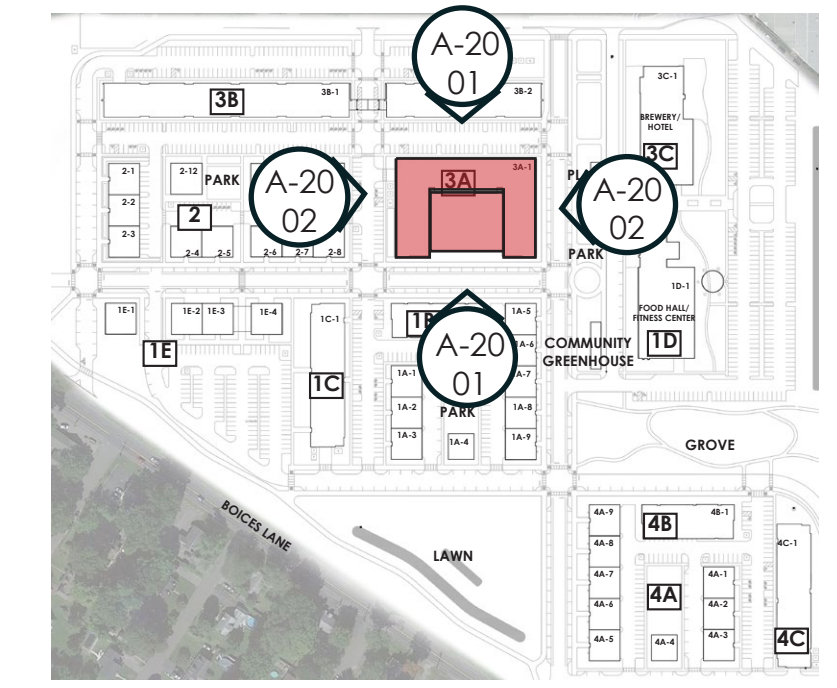 A-20
01
3C-1
3B
3B-1
3B-2
BREWERY/
HOTEL
3C
2-1
2-12
PARK
2-2
2
2-3
2-4
2-5
2-6
2-7
2-8
A-20
02
3A
3A-1
A-20
02
PARK
1D-1
FOOD HALL/
FITNESS CENTER
1D
1E-1
1E-2
1E-3
1E-4
1E
1C-1
1C
1A-5
A-20
01
COMMUNITY
GREENHOUSE
1A-1
1A-2
1A-3
PARK
1A-4
1A-8
1A-9
GROVE
BOICES LANE
LAWN
4A-9
4B
4B-1
4A-8
4C-1
4A-7
4A-1
4A-6
4A
4A-2
4A-5
4A-4
4A-3
4C